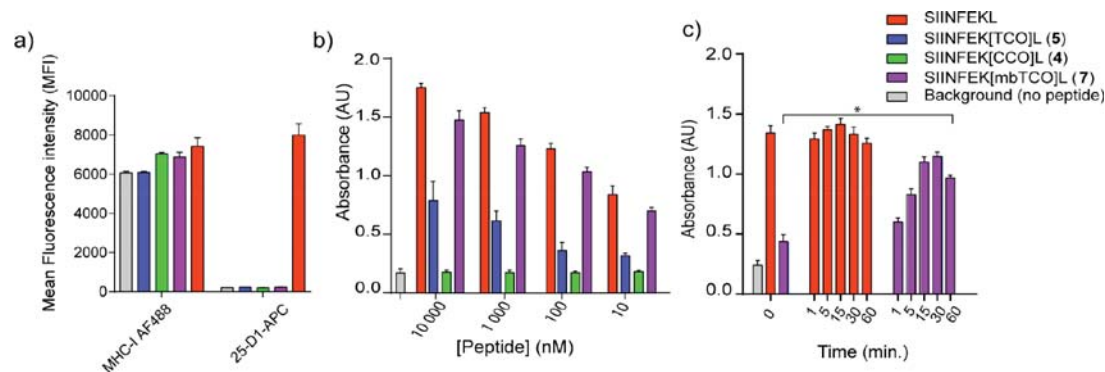 a)
Mean Fluorescence intensity (MFI)
10000
8000
6000
4000
2000
0
MHC-I AF488
25-D1-APC
b)
Absorbance (AU)
2.0
1.5
1.0
0.5
0.0
10 000
1 000
100
10
[Peptide] (nM)
c)
SIINFEKL
SIINFEK[TCO]L (5)
SIINFEK[CCO]L (4)
SIINFEK[mbTCO]L (7)
Background (no peptide)
Absorbance (AU)
2.0
1.5
1.0
0.5
0.0
*
0
1
5
15
30
60
1
5
15
30
60
Time (min.)